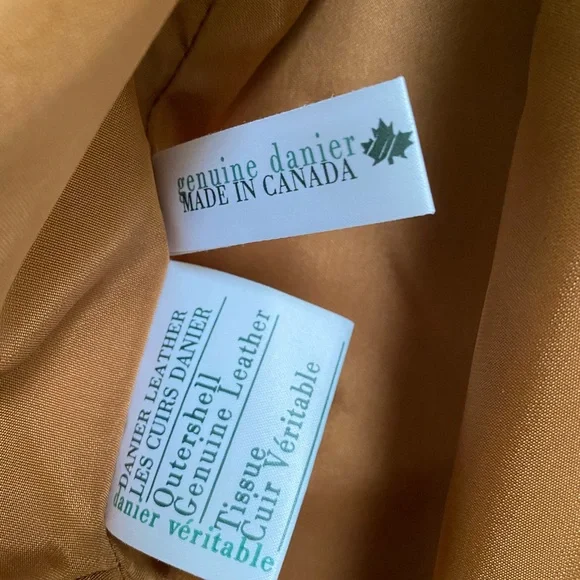 genuine danier
MADE IN CANADA
DANIER LEATHER
LES CUIRS DANIER
Outershell
Genuine Leather
Tissue
Cuir Véritable
danier véritable